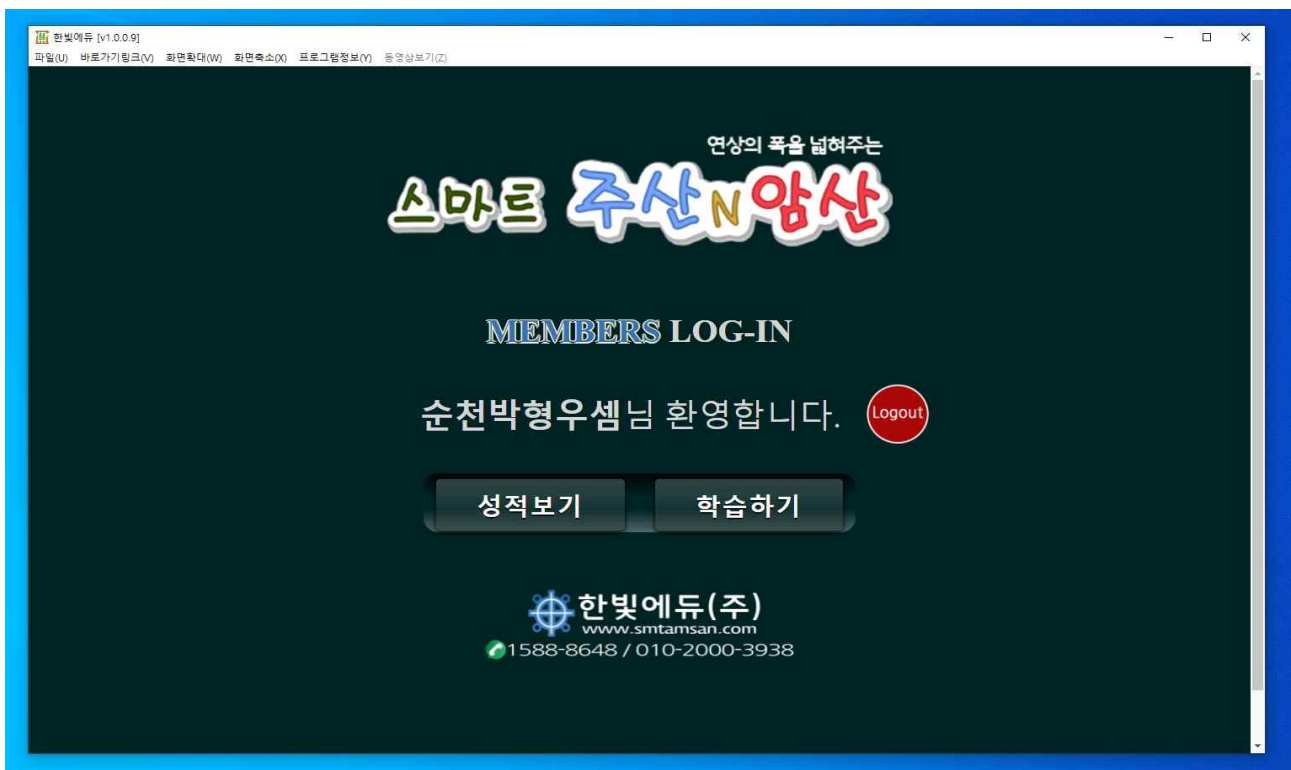 한빛에듀 [v1.0.0.9]
파일(U) 바로가기링크(V) 화면확대(W) 화면축소(X) 프로그램정보(Y) 동영상보기(Z)
연상의 폭을 넓혀주는
스마트 주산N암산
MEMBERS LOG-IN
순천박형우셈님 환영합니다. Logout
성적보기 학습하기
한빛에듀(주)
www.smtamsan.com
1588-8648 / 010-2000-3938